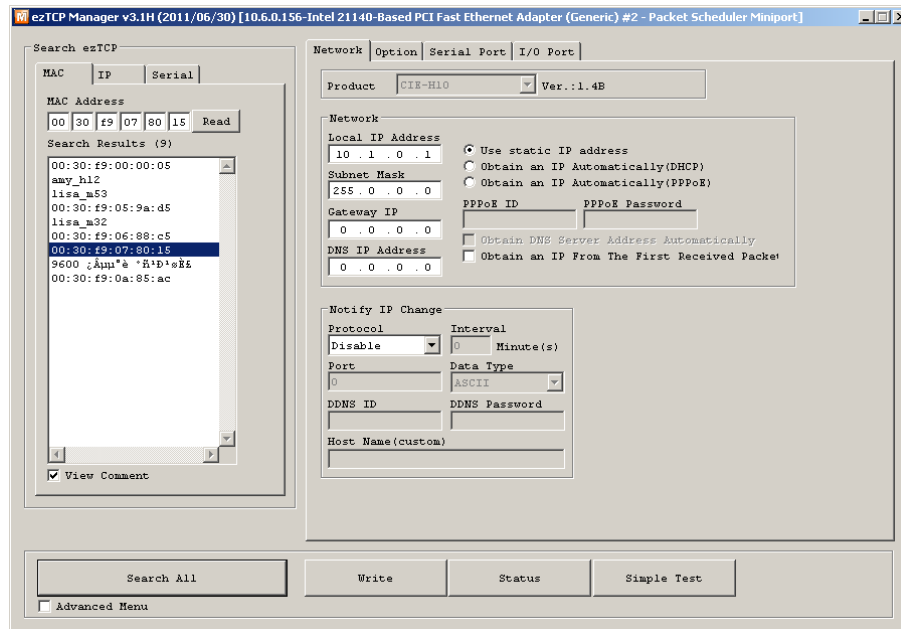 ezTCP Manager v3.1H (2011/06/30) [10.6.0.156-Intel 21140-Based PCI Fast Ethernet Adapter (Generic) #2 - Packet Scheduler Miniport]
Search ezTCP
MAC IP Serial
MAC Address
00 30 f9 07 80 15 Read
Search Results (9)
00:30:f9:00:00:05
amy_h12
lisa_m53
00:30:f9:05:9a:d5
lisa_m32
00:30:f9:06:88:c5
00:30:f9:07:80:15
9600
00:30:f9:0a:85:ac
View Comment
Network Option Serial Port I/O Port
Product CIE-H10 Ver.:1.4B
Network
Local IP Address
10 . 1 . 0 . 1
Subnet Mask
255 . 0 . 0 . 0
Gateway IP
0 . 0 . 0 . 0
DNS IP Address
0 . 0 . 0 . 0
Use static IP address
Obtain an IP Automatically(DHCP)
Obtain an IP Automatically(PPPoE)
PPPoE ID PPPoE Password
Obtain DNS Server Address Automatically
Obtain an IP From The First Received Packet
Notify IP Change
Protocol Interval
Disable 0 Minute(s)
Port Data Type
0 ASCII
DDNS ID DDNS Password
Host Name(custom)
Search All Write Status Simple Test
Advanced Menu